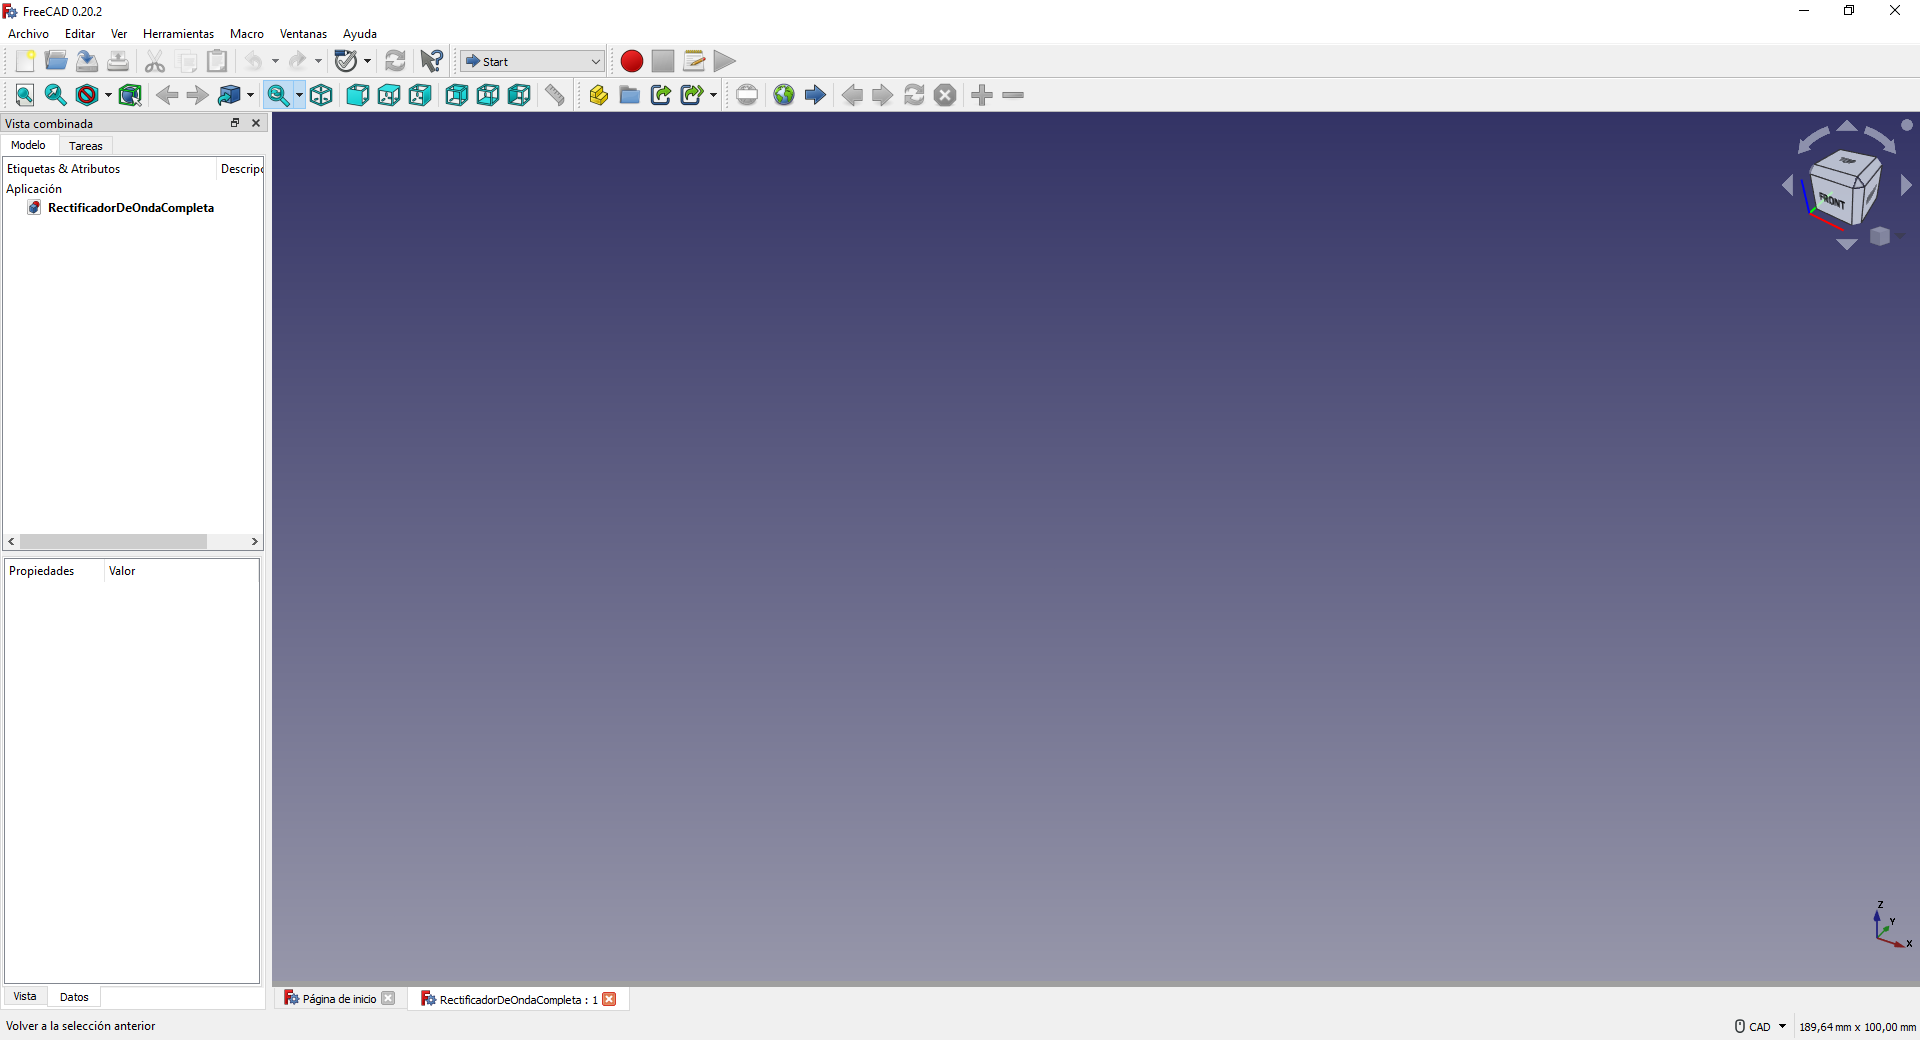 FreeCAD 0.20.2
Archivo Editar Ver Herramientas Macro Ventanas Ayuda
Start
Vista combinada
Modelo Tareas
Etiquetas & Atributos Descripc
Aplicación
RectificadorDeOndaCompleta
TOP
FRONT
Propiedades Valor
Z
Y
X
Vista Datos
Página de inicio RectificadorDeOndaCompleta : 1
Volver a la selección anterior CAD 189,64 mm x 100,00 mm